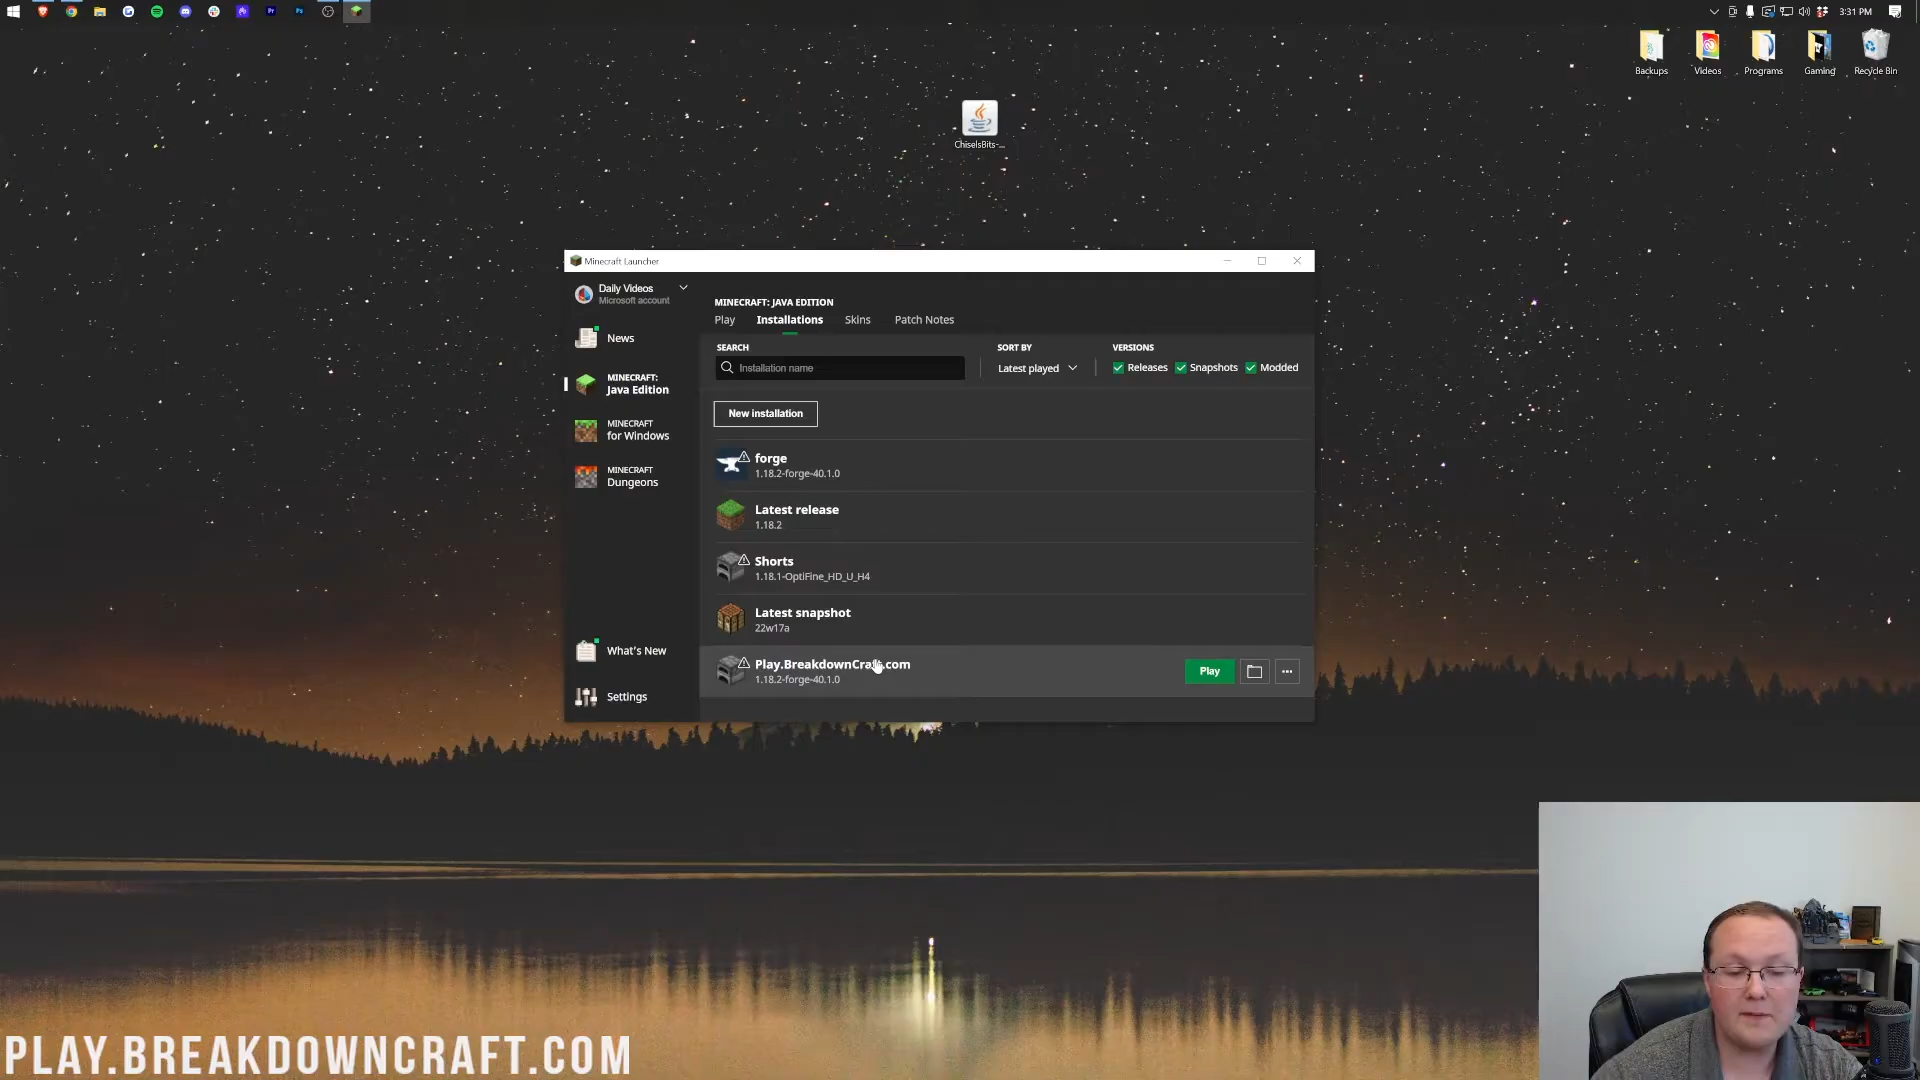 3:31 PM
Backups
Videos
Programs
Gaming
Recycle Bin
ChiselsBits-...
Minecraft Launcher
Daily Videos
Microsoft account
News
MINECRAFT:
Java Edition
MINECRAFT
for Windows
MINECRAFT
Dungeons
What's New
Settings
MINECRAFT: JAVA EDITION
Play
Installations
Skins
Patch Notes
SEARCH
Installation name
SORT BY
Latest played
VERSIONS
Releases
Snapshots
Modded
New installation
forge
1.18.2-forge-40.1.0
Latest release
1.18.2
Shorts
1.18.1-OptiFine_HD_U_H4
Latest snapshot
22w17a
Play.BreakdownCraft.com
1.18.2-forge-40.1.0
Play
PLAY.BREAKDOWNCRAFT.COM